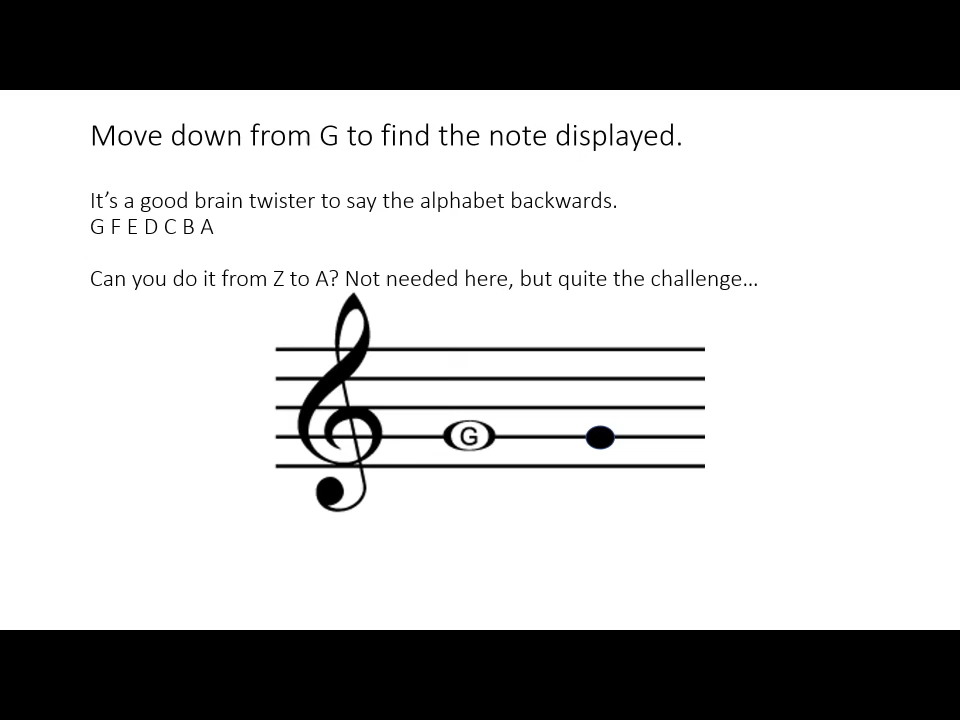 Move down from G to find the note displayed.
It’s a good brain twister to say the alphabet backwards.
G F E D C B A
Can you do it from Z to A? Not needed here, but quite the challenge…
G